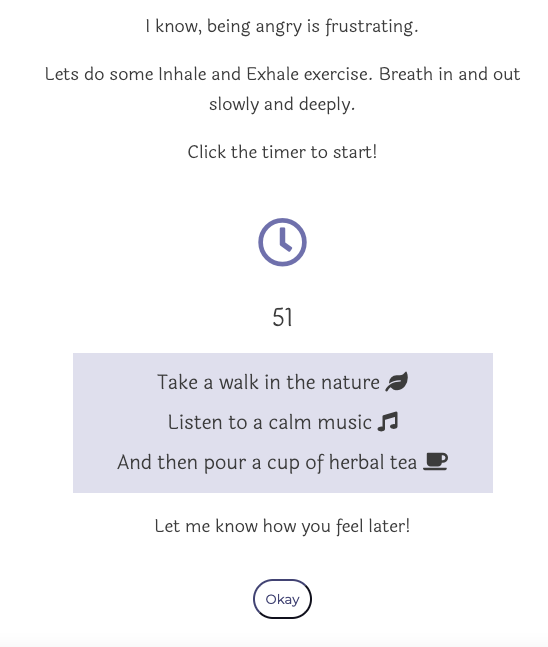 I know, being angry is frustrating.
Lets do some Inhale and Exhale exercise. Breath in and out
slowly and deeply.
Click the timer to start!
51
Take a walk in the nature
Listen to a calm music
And then pour a cup of herbal tea
Let me know how you feel later!
Okay